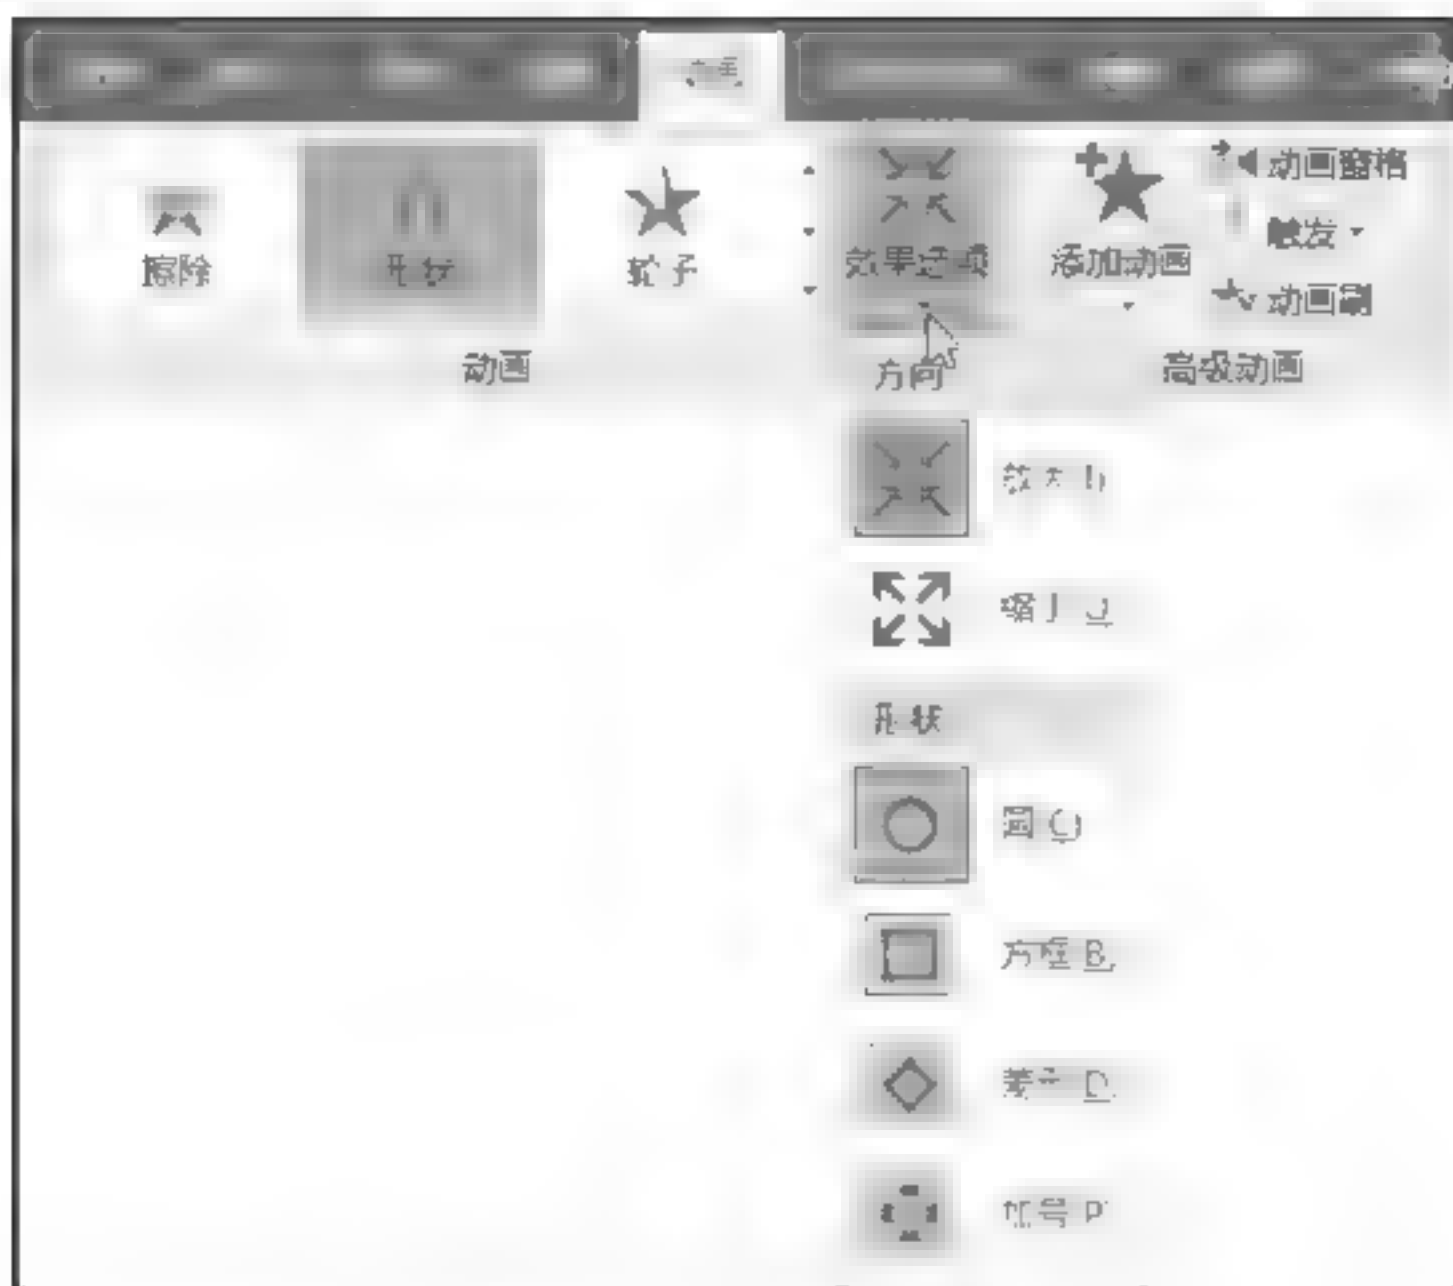 动画窗格
触发
擦除 形状 轮子 效果选项 添加动画
动画刷
动画 高级动画
方向
放大
缩小
形状
圆
方框 B
菱形 D
加号 P